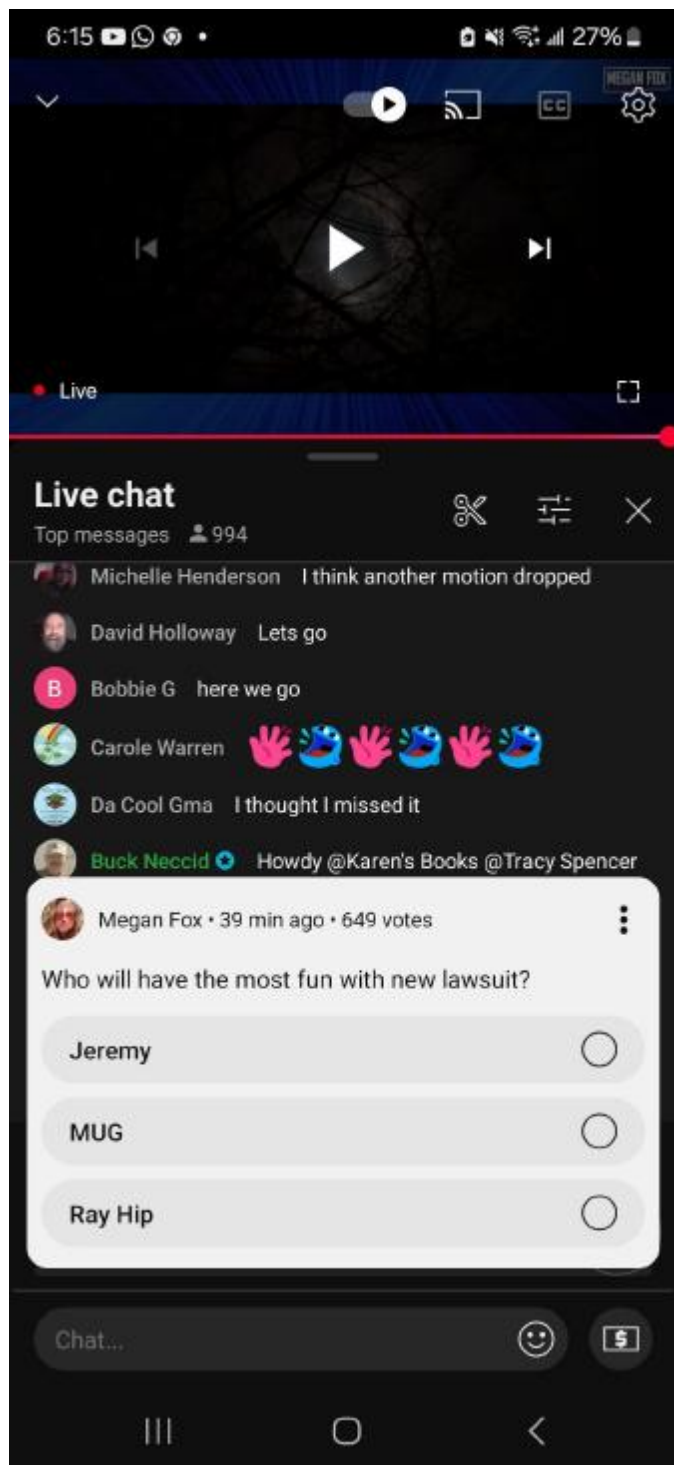 6:15
27%
MEGAN FOX
CC
Live
Live chat
Top messages 994
Michelle Henderson I think another motion dropped
David Holloway Lets go
B Bobbie G here we go
Carole Warren
Da Cool Gma I thought I missed it
Buck Neccid Howdy @Karen's Books @Tracy Spencer
Megan Fox • 39 min ago • 649 votes
Who will have the most fun with new lawsuit?
Jeremy
MUG
Ray Hip
Chat...
$